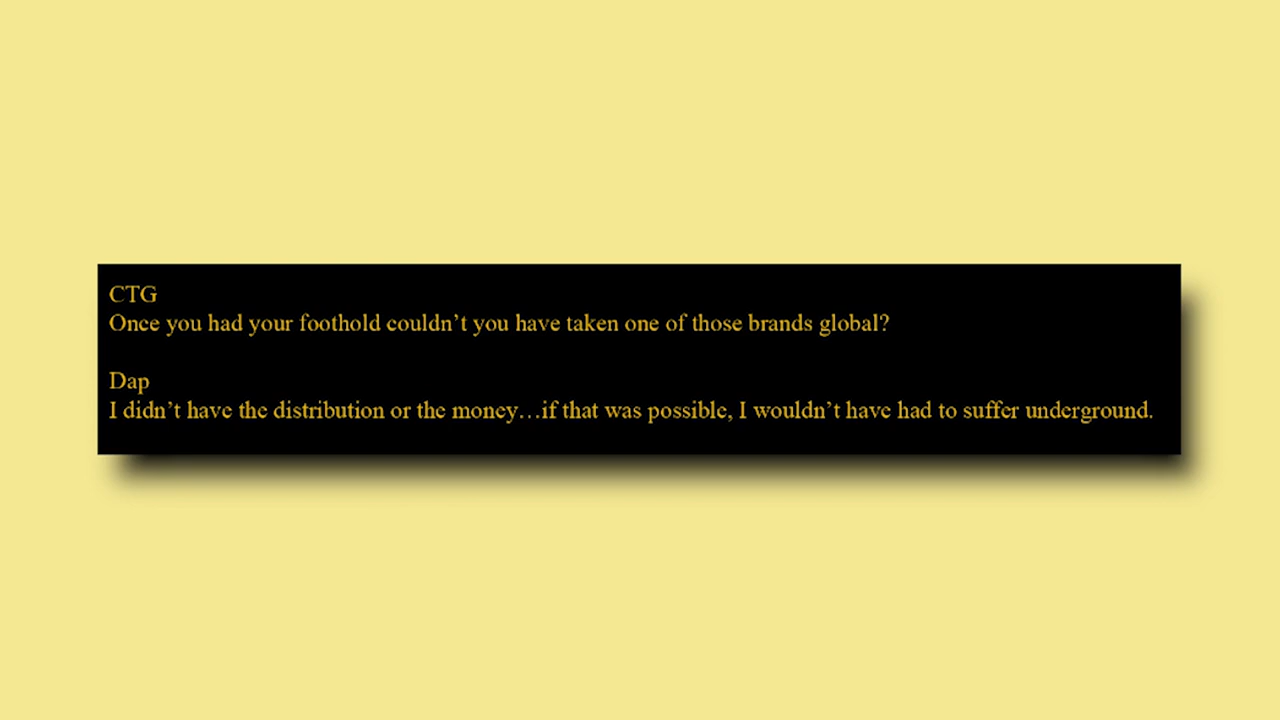 CTG
Once you had your foothold couldn’t you have taken one of those brands global?
Dap
I didn’t have the distribution or the money…if that was possible, I wouldn’t have had to suffer underground.